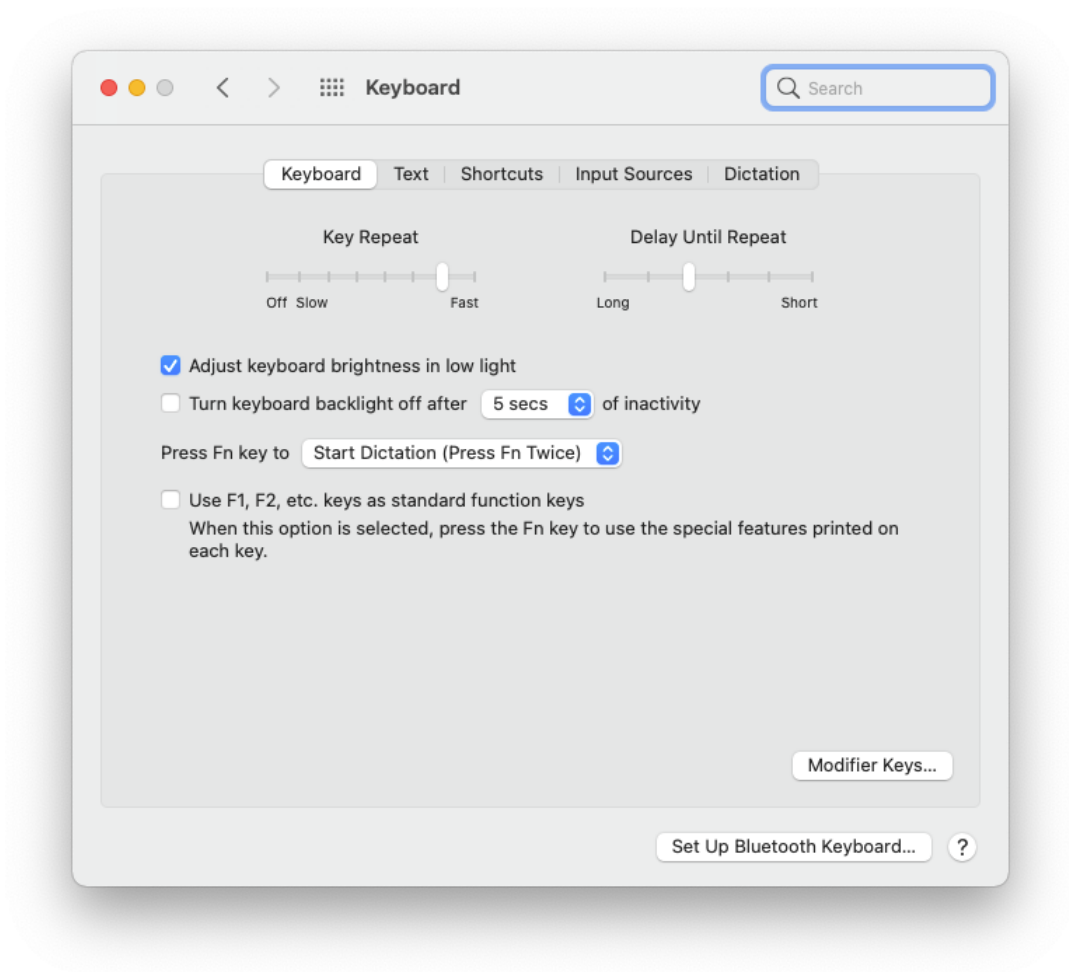 Keyboard
Search
Keyboard Text Shortcuts Input Sources Dictation
Key Repeat
Off Slow Fast
Delay Until Repeat
Long Short
Adjust keyboard brightness in low light
Turn keyboard backlight off after 5 secs of inactivity
Press Fn key to Start Dictation (Press Fn Twice)
Use F1, F2, etc. keys as standard function keys
When this option is selected, press the Fn key to use the special features printed on
each key.
Modifier Keys...
Set Up Bluetooth Keyboard... ?